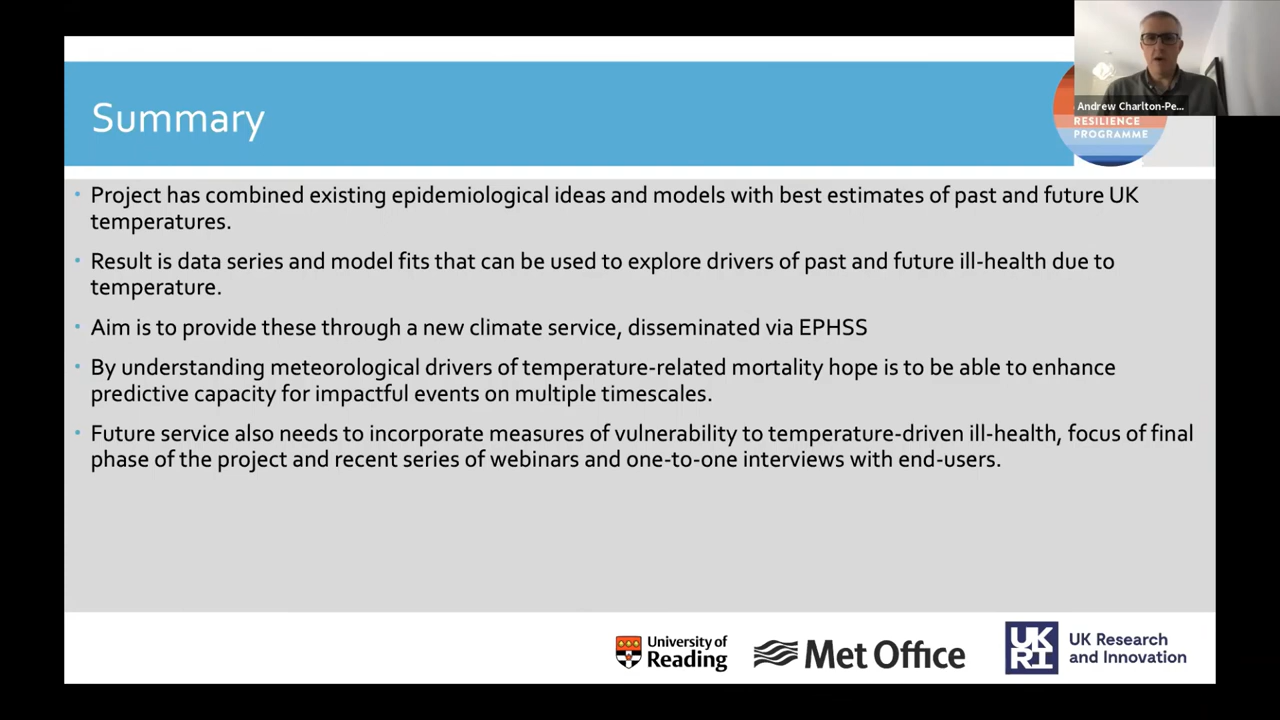 Andrew Charlton-Pe...
Summary
RESILIENCE
PROGRAMME
• Project has combined existing epidemiological ideas and models with best estimates of past and future UK
temperatures.
• Result is data series and model fits that can be used to explore drivers of past and future ill-health due to
temperature.
• Aim is to provide these through a new climate service, disseminated via EPHSS
• By understanding meteorological drivers of temperature-related mortality hope is to be able to enhance
predictive capacity for impactful events on multiple timescales.
• Future service also needs to incorporate measures of vulnerability to temperature-driven ill-health, focus of final
phase of the project and recent series of webinars and one-to-one interviews with end-users.
University of
Reading
Met Office
UK
RI
UK Research
and Innovation